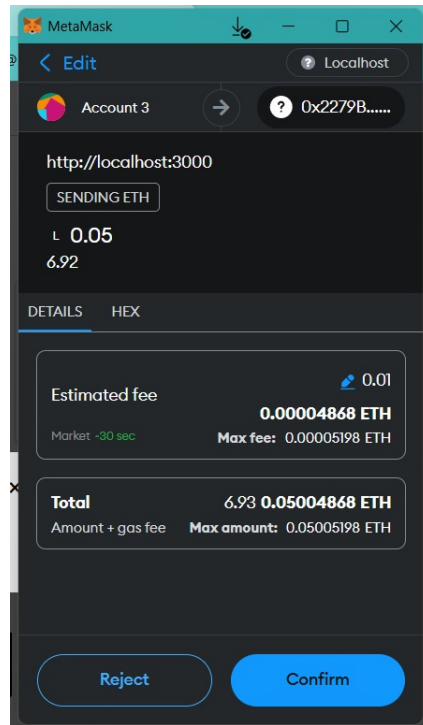 MetaMask
Edit
Localhost
Account 3
0x2279B......
http://localhost:3000
SENDING ETH
L 0.05
6.92
DETAILS HEX
0.01
Estimated fee
0.00004868 ETH
Market ~30 sec Max fee: 0.00005198 ETH
Total 6.93 0.05004868 ETH
Amount + gas fee Max amount: 0.05005198 ETH
Reject Confirm